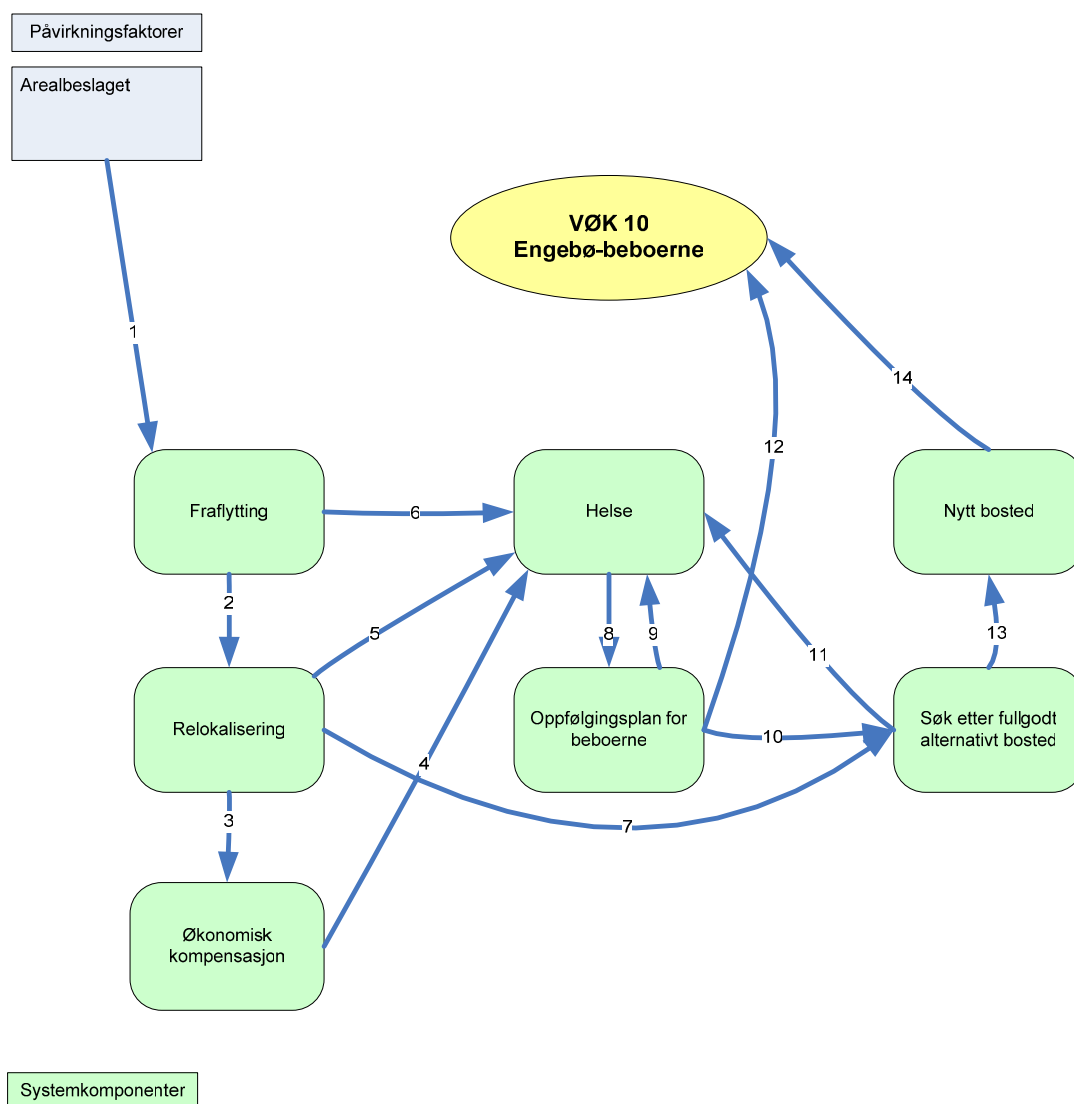 Påvirkningsfaktorer
Arealbeslaget
VØK 10
Engebø-beboerne
1
14
12
Fraflytting
6
Helse
Nytt bosted
2
8
9
5
11
13
Relokalisering
Oppfølgingsplan for
beboerne
10
Søk etter fullgodt
alternativt bosted
4
3
7
Økonomisk
kompensasjon
Systemkomponenter